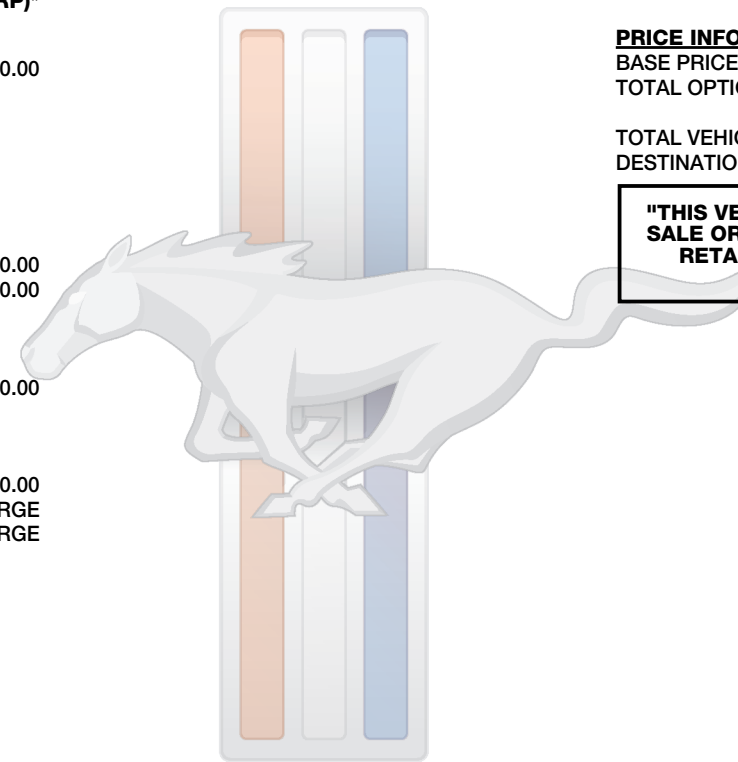 AP)*
0.00
0.00
0.00
0.00
0.00
RGE
RGE
PRICE INFO
BASE PRICE
TOTAL OPTIO
TOTAL VEHIC
DESTINATIO
"THIS VE
SALE OR
RETA